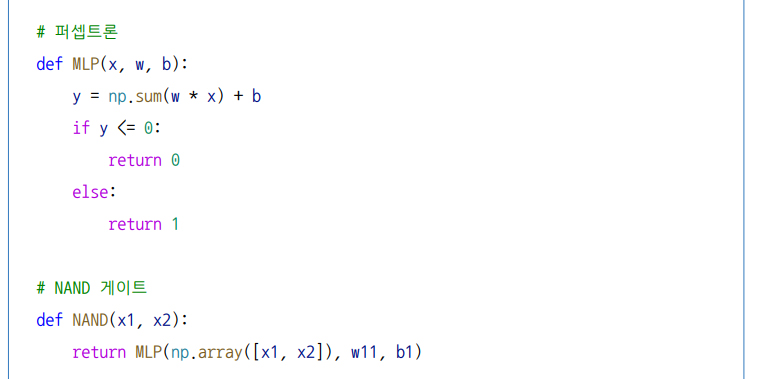 # 퍼셉트론
def MLP(x, w, b):
    y = np.sum(w * x) + b
    if y <= 0:
        return 0
    else:
        return 1
# NAND 게이트
def NAND(x1, x2):
    return MLP(np.array([x1, x2]), w11, b1)